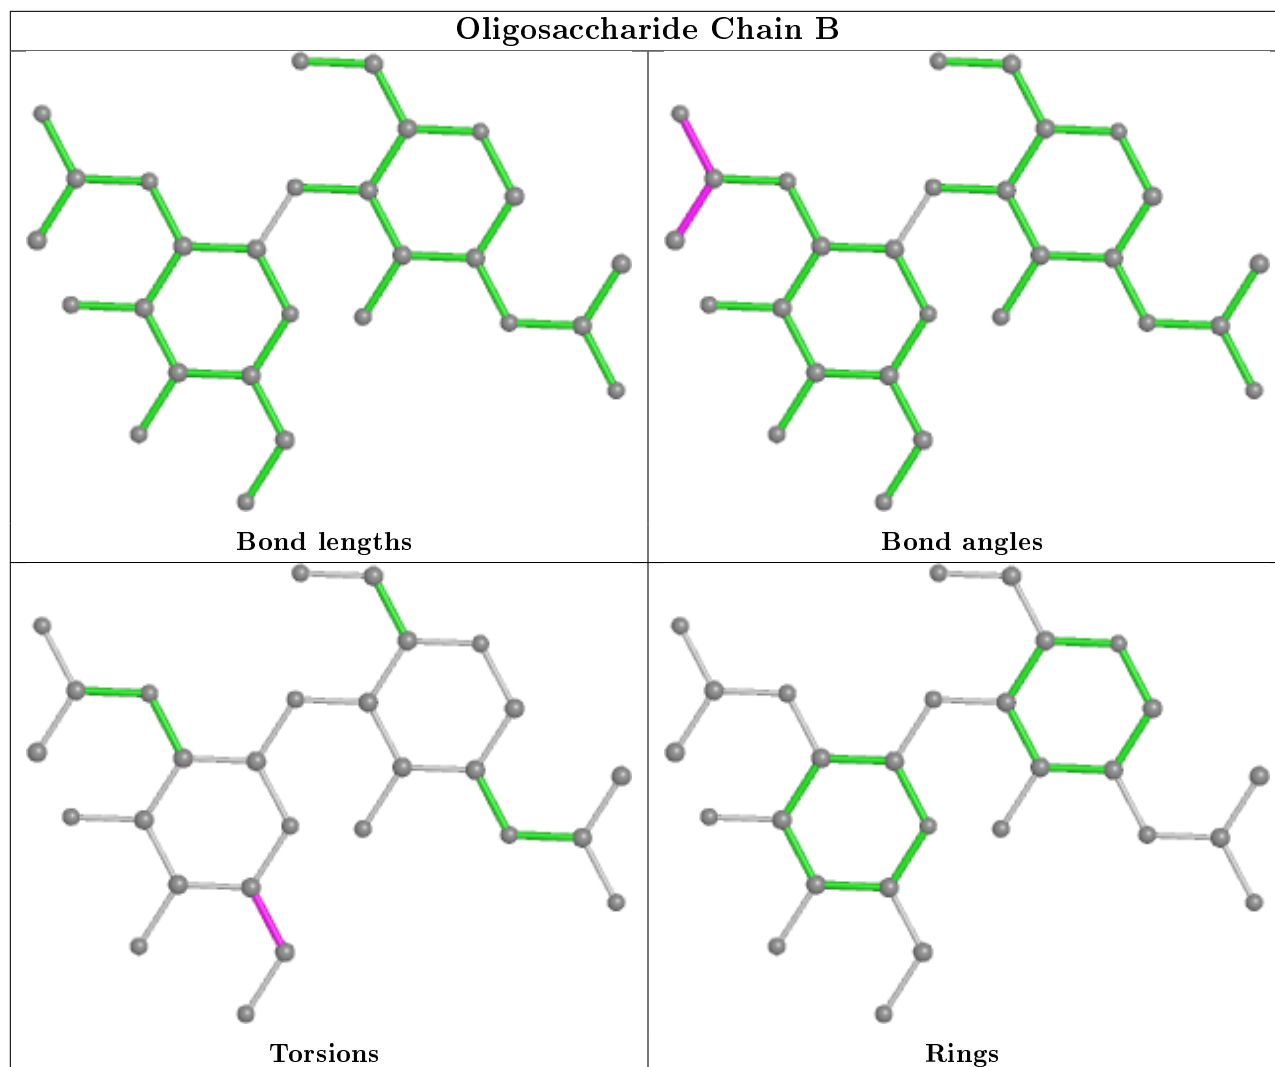 Oligosaccharide Chain B
Bond lengths
Bond angles
Torsions
Rings